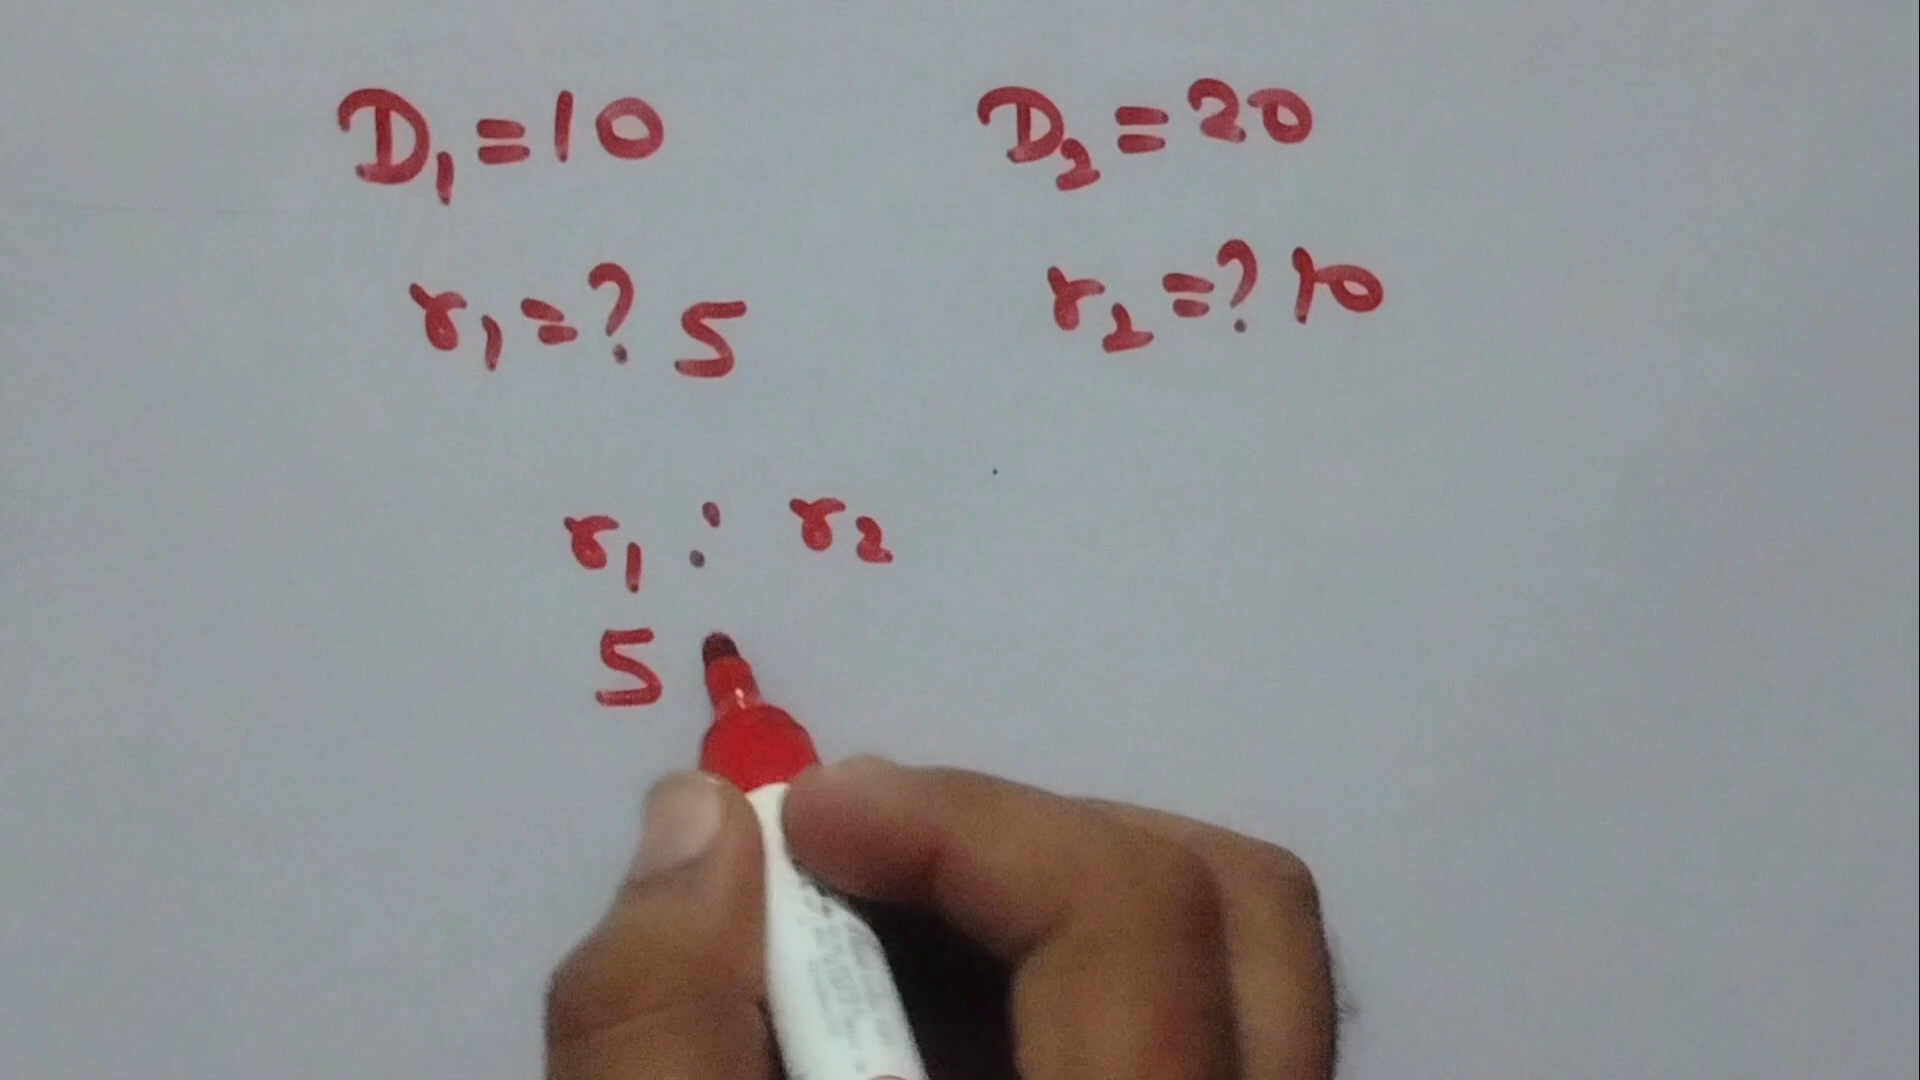 D₁ = 10 D₂ = 20
r₁ = ? 5 r₂ = ? 10
r₁ : r₂
5